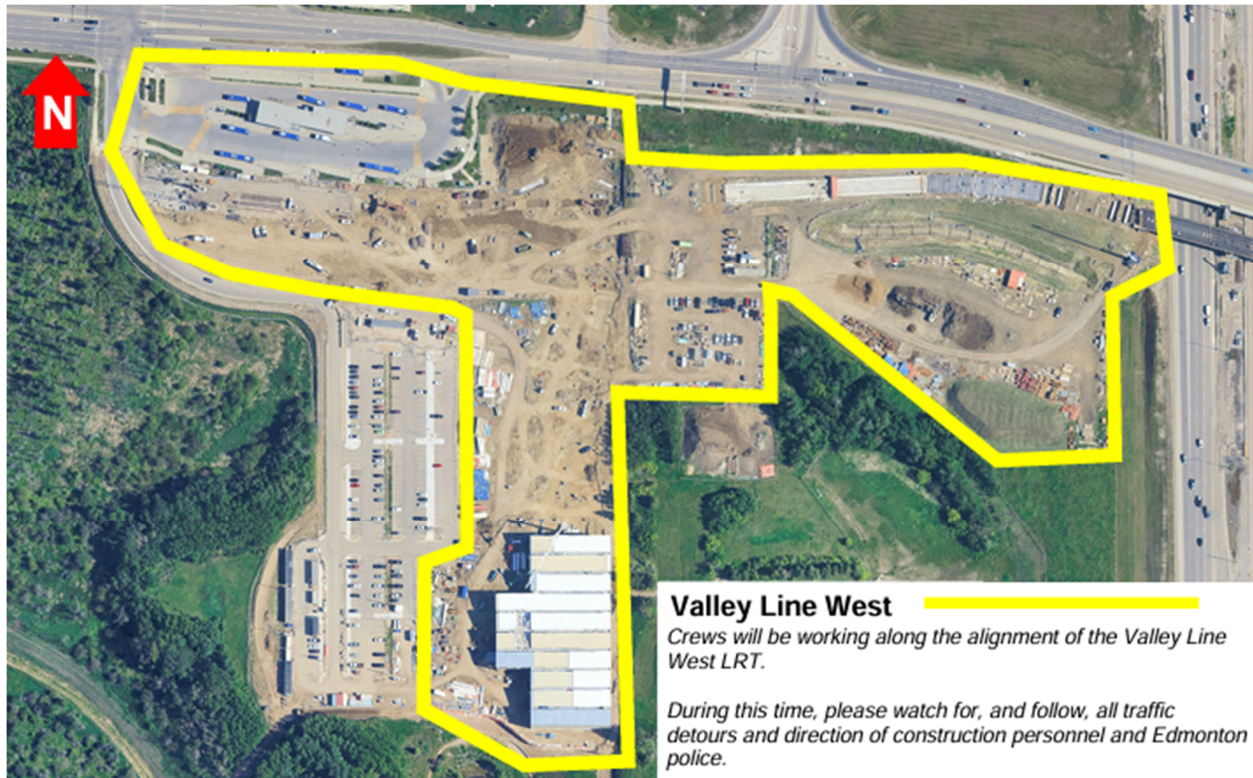 N
Valley Line West
Crews will be working along the alignment of the Valley Line
West LRT.
During this time, please watch for, and follow, all traffic
detours and direction of construction personnel and Edmonton
police.